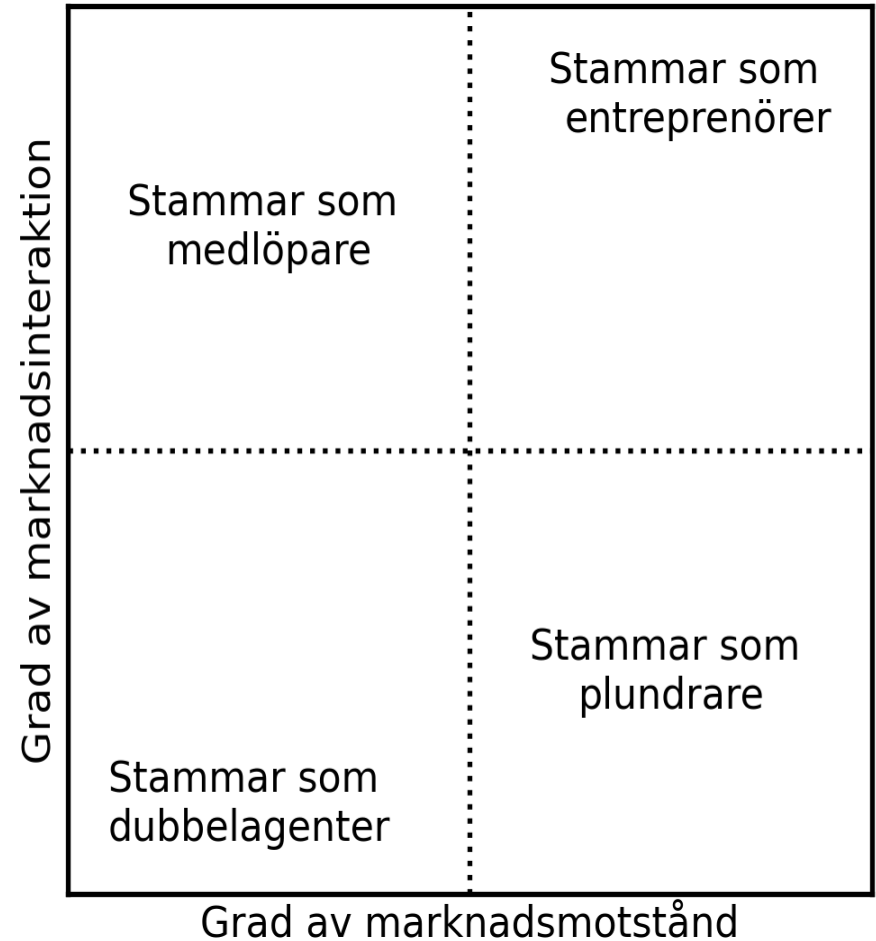 Stammar som
entreprenörer
Stammar som
medlöpare
Grad av marknadsinteraktion
Stammar som
plundrare
Stammar som
dubbelagenter
Grad av marknadsmotstånd